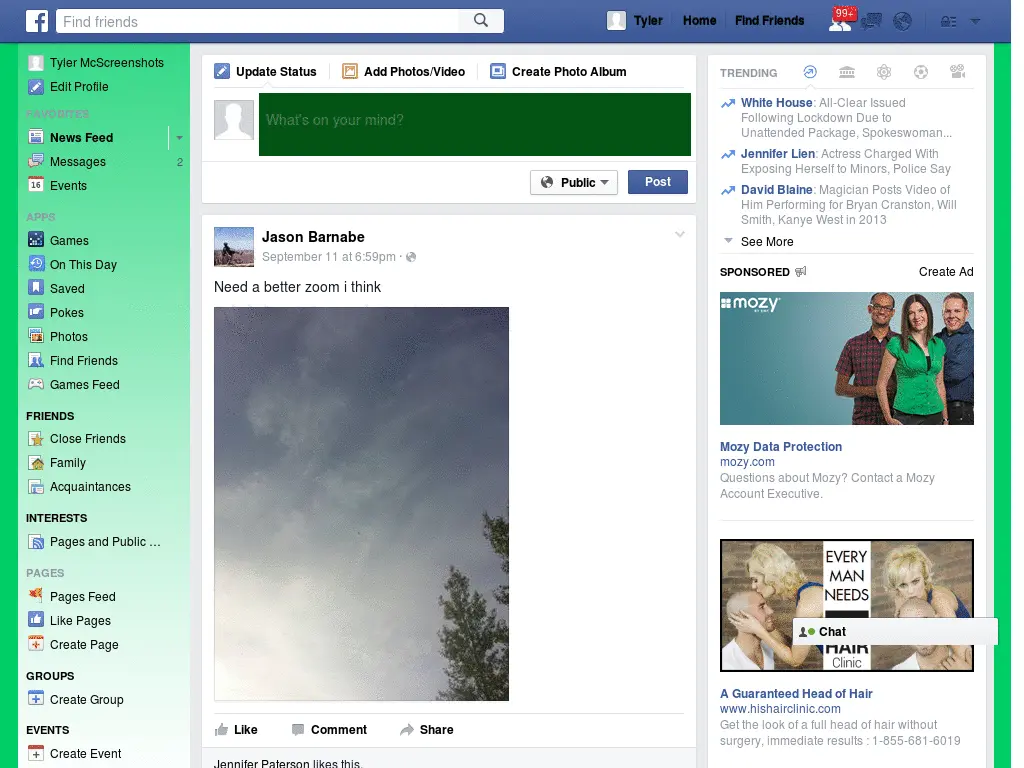 Find friends
Tyler
Home
Find Friends
99+
Tyler McScreenshots
Edit Profile
FAVORITES
News Feed
Messages 2
16 Events
APPS
Games
On This Day
Saved
Pokes
Photos
Find Friends
Games Feed
FRIENDS
Close Friends
Family
Acquaintances
INTERESTS
Pages and Public ...
PAGES
Pages Feed
Like Pages
Create Page
GROUPS
Create Group
EVENTS
Create Event
Update Status
Add Photos/Video
Create Photo Album
What's on your mind?
Public
Post
Jason Barnabe
September 11 at 6:59pm ·
Need a better zoom i think
Like
Comment
Share
Jennifer Paterson likes this.
TRENDING
White House: All-Clear Issued
Following Lockdown Due to
Unattended Package, Spokeswoman...
Jennifer Lien: Actress Charged With
Exposing Herself to Minors, Police Say
David Blaine: Magician Posts Video of
Him Performing for Bryan Cranston, Will
Smith, Kanye West in 2013
See More
SPONSORED
Create Ad
mozy
BY EMC
Mozy Data Protection
mozy.com
Questions about Mozy? Contact a Mozy
Account Executive.
EVERY
MAN
NEEDS
HAIR
Clinic
Chat
A Guaranteed Head of Hair
www.hishairclinic.com
Get the look of a full head of hair without
surgery, immediate results : 1-855-681-6019